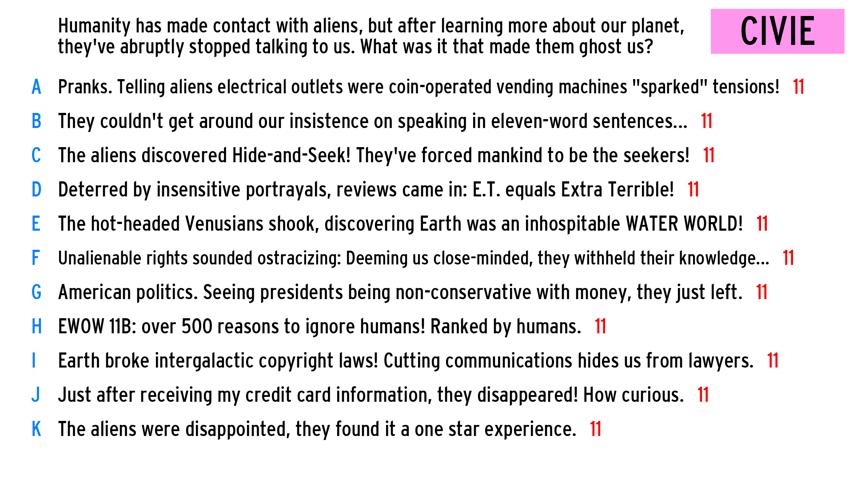 Humanity has made contact with aliens, but after learning more about our planet,
they've abruptly stopped talking to us. What was it that made them ghost us?
CIVIE
A Pranks. Telling aliens electrical outlets were coin-operated vending machines "sparked" tensions! 11
B They couldn't get around our insistence on speaking in eleven-word sentences... 11
C The aliens discovered Hide-and-Seek! They've forced mankind to be the seekers! 11
D Deterred by insensitive portrayals, reviews came in: E.T. equals Extra Terrible! 11
E The hot-headed Venusians shook, discovering Earth was an inhospitable WATER WORLD! 11
F Unalienable rights sounded ostracizing: Deeming us close-minded, they withheld their knowledge... 11
G American politics. Seeing presidents being non-conservative with money, they just left. 11
H EWOW 11B: over 500 reasons to ignore humans! Ranked by humans. 11
I Earth broke intergalactic copyright laws! Cutting communications hides us from lawyers. 11
J Just after receiving my credit card information, they disappeared! How curious. 11
K The aliens were disappointed, they found it a one star experience. 11